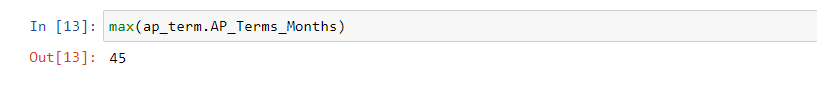 In [13]: max(ap_term.AP_Terms_Months)
Out[13]: 45